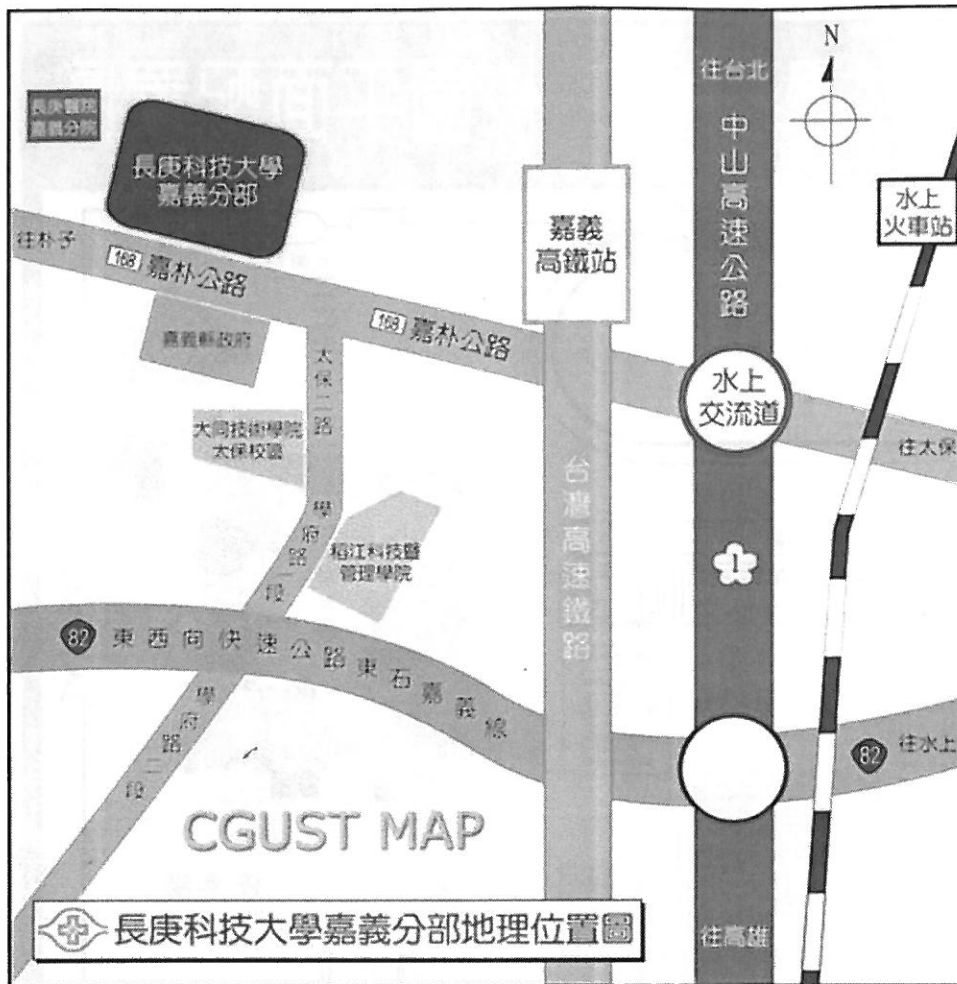 N
往台北
中山高速公路
長庚醫院
嘉義分院
長庚科技大學
嘉義分部
水上
火車站
嘉義
高鐵站
往朴子
168 嘉朴公路
168 嘉朴公路
嘉義縣政府
太保二路
水上
交流道
往太保
大同技術學院
太保校區
台灣高速鐵路
學府路一段
稻江科技暨
管理學院
1
82 東西向快速公路東石嘉義線
學府路二段
82 往水上
CGUST MAP
長庚科技大學嘉義分部地理位置圖
往高雄